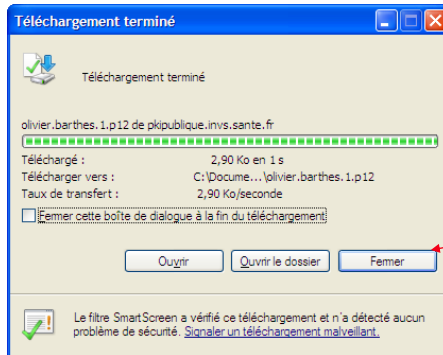 Téléchargement terminé
Téléchargement terminé
olivier.barthes.1.p12 de pkipublique.invs.sante.fr
Téléchargé : 2,90 Ko en 1 s
Télécharger vers : C:\Docume...\olivier.barthes.1.p12
Taux de transfert : 2,90 Ko/seconde
Fermer cette boîte de dialogue à la fin du téléchargement
Ouvrir Ouvrir le dossier Fermer
Le filtre SmartScreen a vérifié ce téléchargement et n'a détecté aucun
problème de sécurité. Signaler un téléchargement malveillant.